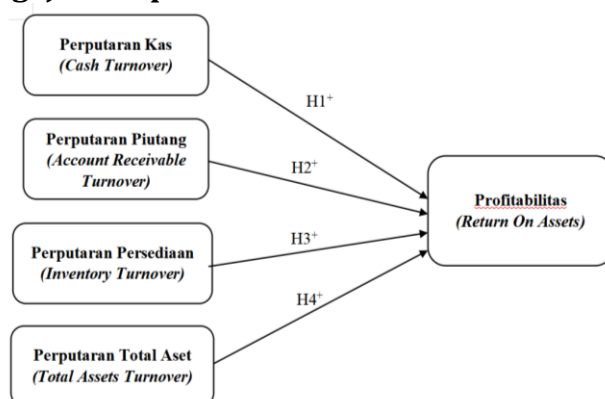 Perputaran Kas
(Cash Turnover)
H1+
Perputaran Piutang
(Account Receivable
Turnover)
H2+
Profitabilitas
(Return On Assets)
Perputaran Persediaan
(Inventory Turnover)
H3+
H4+
Perputaran Total Aset
(Total Assets Turnover)